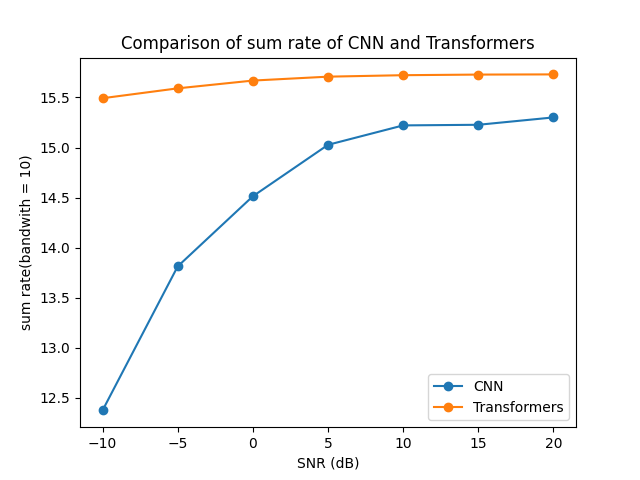 Comparison of sum rate of CNN and Transformers
sum rate(bandwith = 10)
15.5
15.0
14.5
14.0
13.5
13.0
12.5
−10
−5
0
5
10
15
20
SNR (dB)
CNN
Transformers